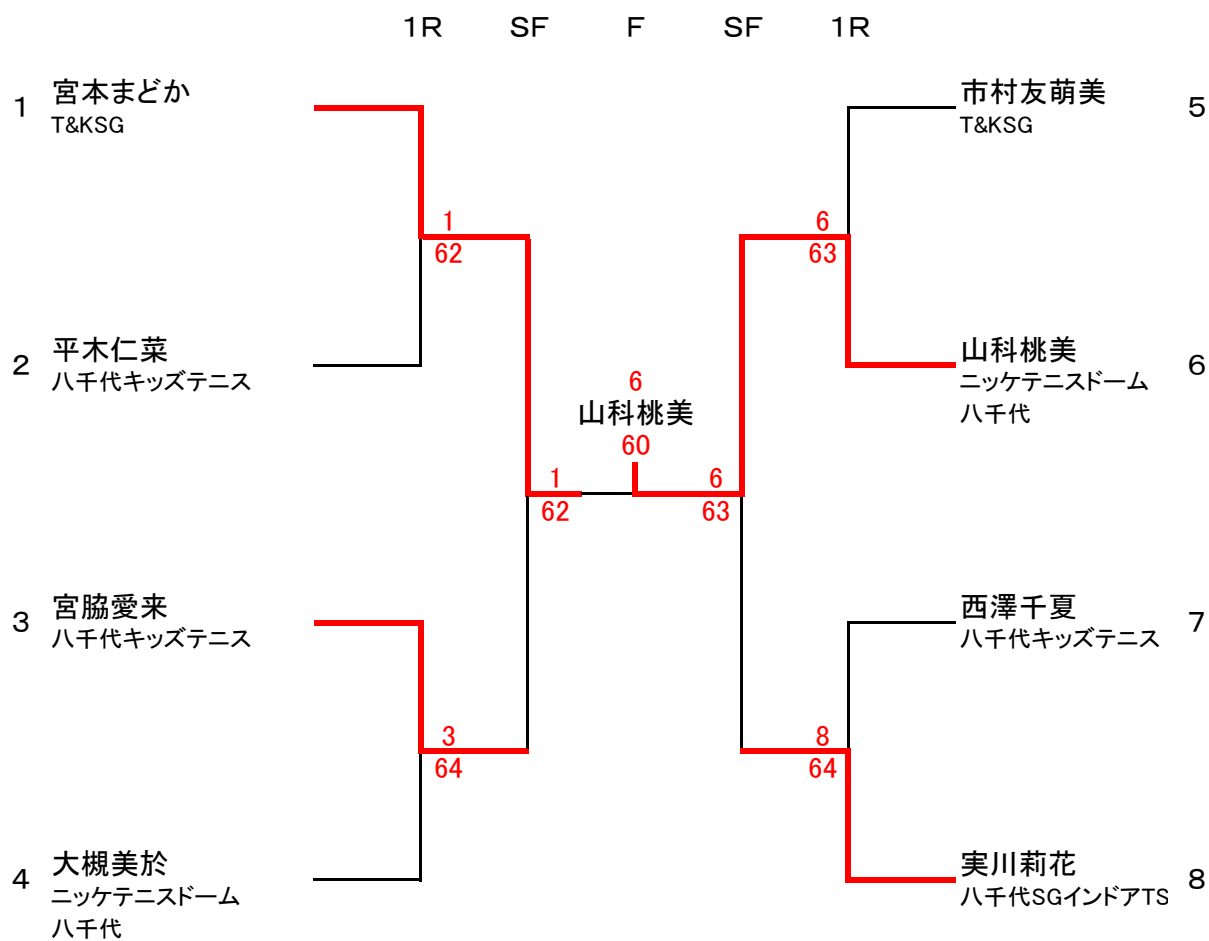 1R SF F SF 1R
1 宮本まどか
T&KSG
1
62
2 平木仁菜
八千代キッズテニス
3 宮脇愛来
八千代キッズテニス
3
64
4 大槻美於
ニッケテニスドーム
八千代
1
62
6
山科桃美
60
6
63
市村友萌美 5
T&KSG
6
63
山科桃美 6
ニッケテニスドーム
八千代
西澤千夏 7
八千代キッズテニス
8
64
実川莉花 8
八千代SGインドアTS